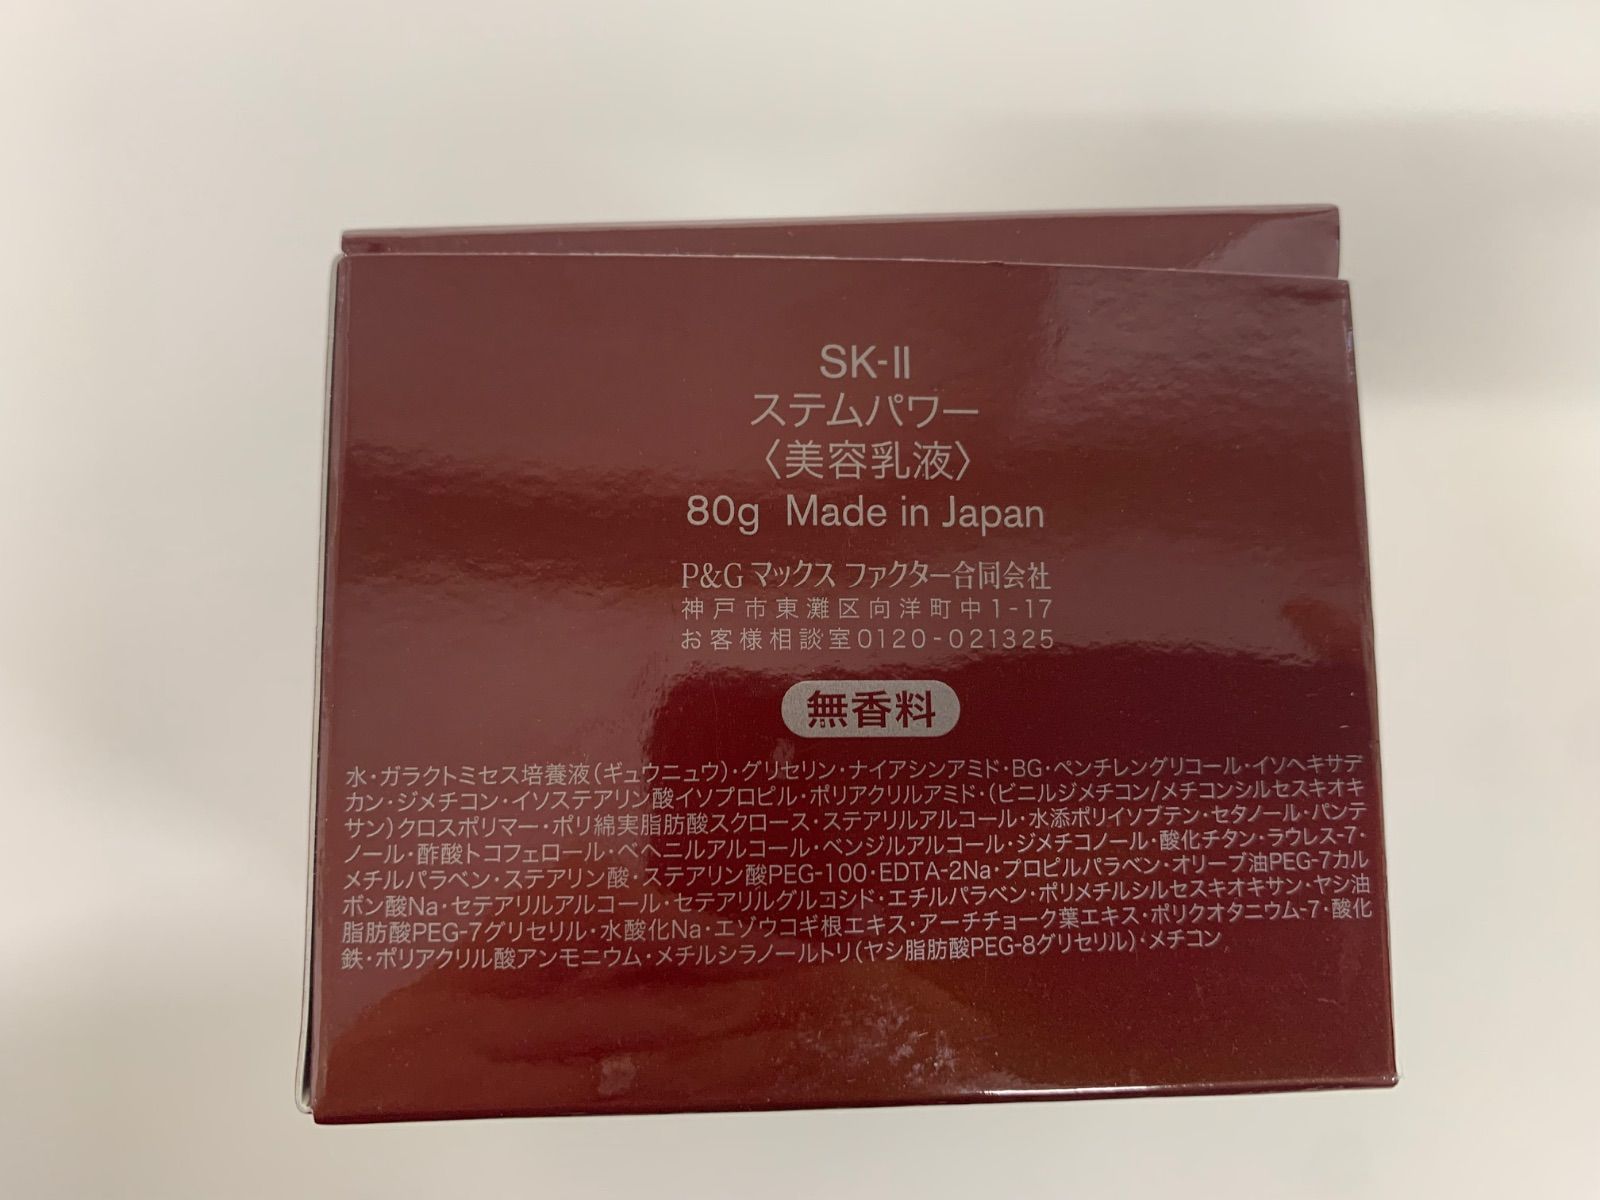 SK-II
ステムパワー
〈美容乳液〉
80g Made in Japan
P&G マックス ファクター合同会社
神戸市東灘区向洋町中1-17
お客様相談室0120-021325
無香料
水・ガラクトミセス培養液(ギュウニュウ)・グリセリン・ナイアシンアミド・BG・ペンチレングリコール・イソヘキサデ
カン・ジメチコン・イソステアリン酸イソプロピル・ポリアクリルアミド・(ビニルジメチコン/メチコンシルセスキオキ
サン)クロスポリマー・ポリ綿実脂肪酸スクロース・ステアリルアルコール・水添ポリイソブテン・セタノール・パンテ
ノール・酢酸トコフェロール・ベヘニルアルコール・ベンジルアルコール・ジメチコノール・酸化チタン・ラウレス-7・
メチルパラベン・ステアリン酸・ステアリン酸PEG-100・EDTA-2Na・プロピルパラベン・オリーブ油PEG-7カル
ボン酸Na・セテアリルアルコール・セテアリルグルコシド・エチルパラベン・ポリメチルシルセスキオキサン・ヤシ油
脂肪酸PEG-7グリセリル・水酸化Na・エゾウコギ根エキス・アーチチョーク葉エキス・ポリクオタニウム-7・酸化
鉄・ポリアクリル酸アンモニウム・メチルシラノールトリ(ヤシ脂肪酸PEG-8グリセリル)・メチコン